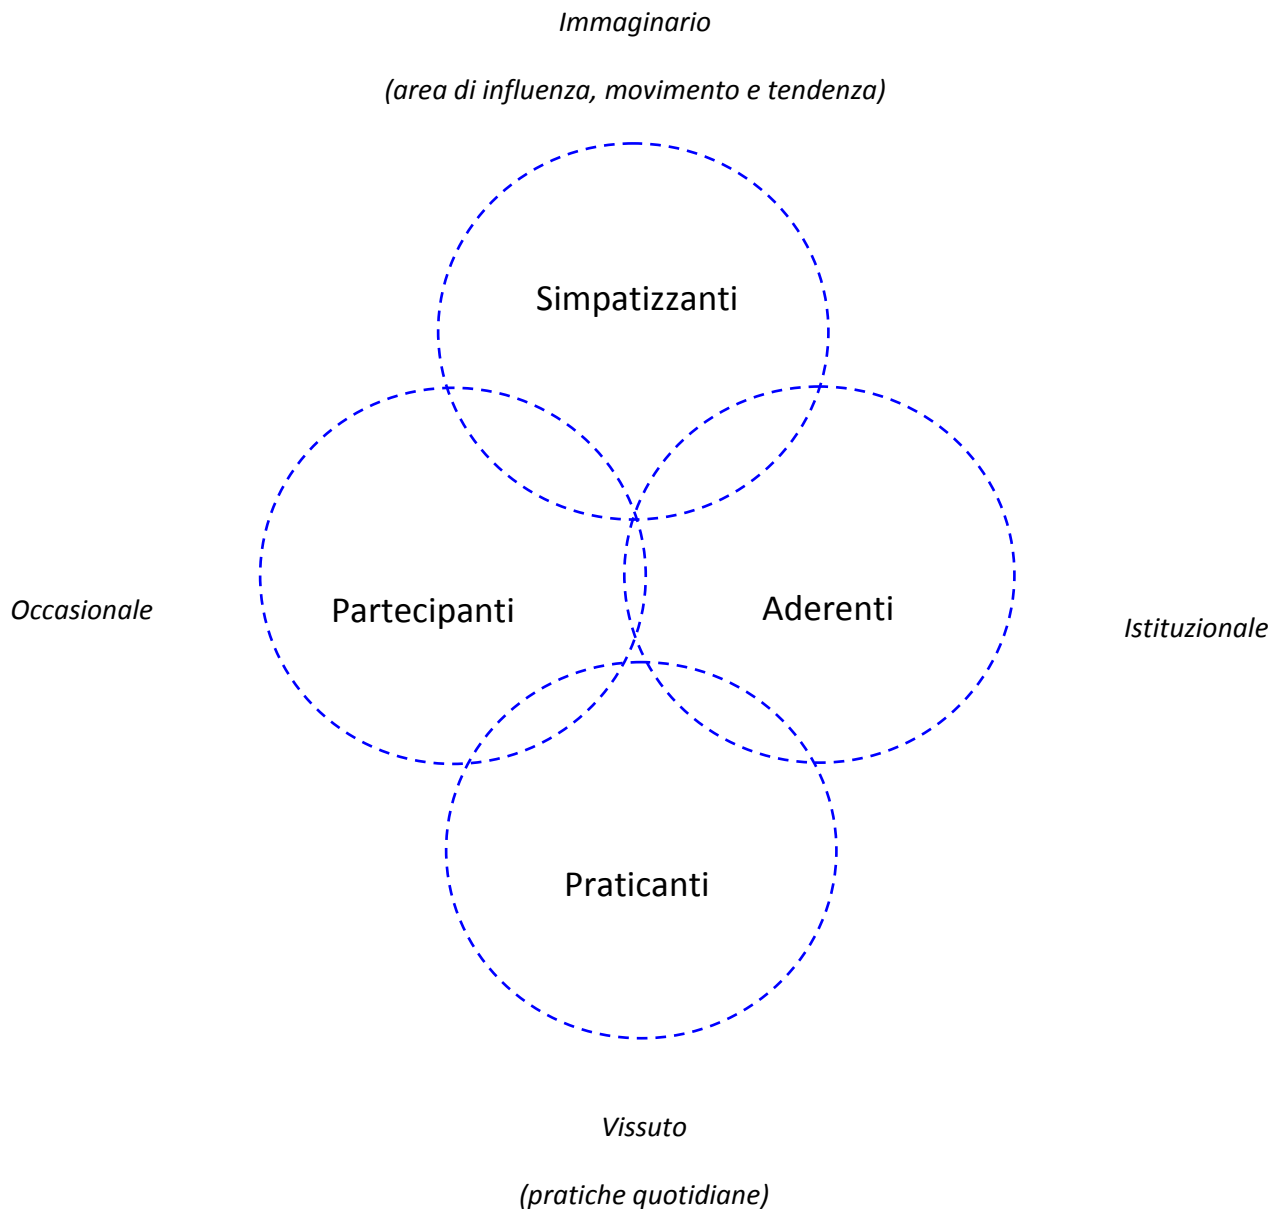 Immaginario
(area di influenza, movimento e tendenza)
Simpatizzanti
Occasionale
Partecipanti
Aderenti
Istituzionale
Praticanti
Vissuto
(pratiche quotidiane)